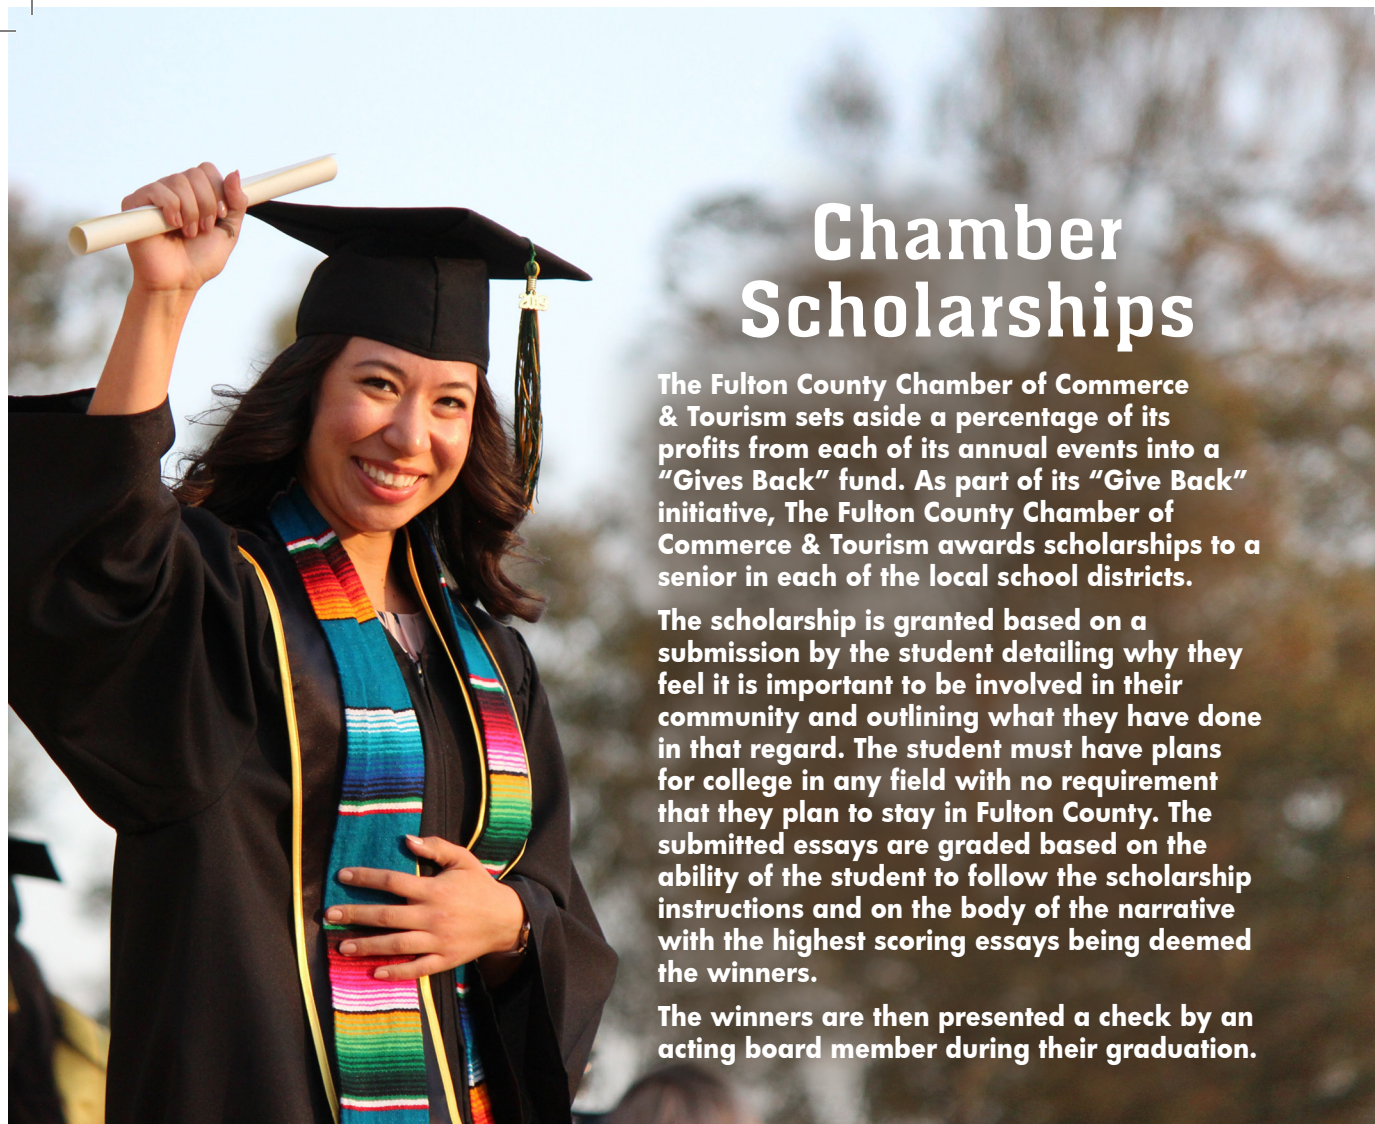 Chamber
Scholarships
The Fulton County Chamber of Commerce
& Tourism sets aside a percentage of its
profits from each of its annual events into a
“Gives Back” fund. As part of its “Give Back”
initiative, The Fulton County Chamber of
Commerce & Tourism awards scholarships to a
senior in each of the local school districts.
The scholarship is granted based on a
submission by the student detailing why they
feel it is important to be involved in their
community and outlining what they have done
in that regard. The student must have plans
for college in any field with no requirement
that they plan to stay in Fulton County. The
submitted essays are graded based on the
ability of the student to follow the scholarship
instructions and on the body of the narrative
with the highest scoring essays being deemed
the winners.
The winners are then presented a check by an
acting board member during their graduation.